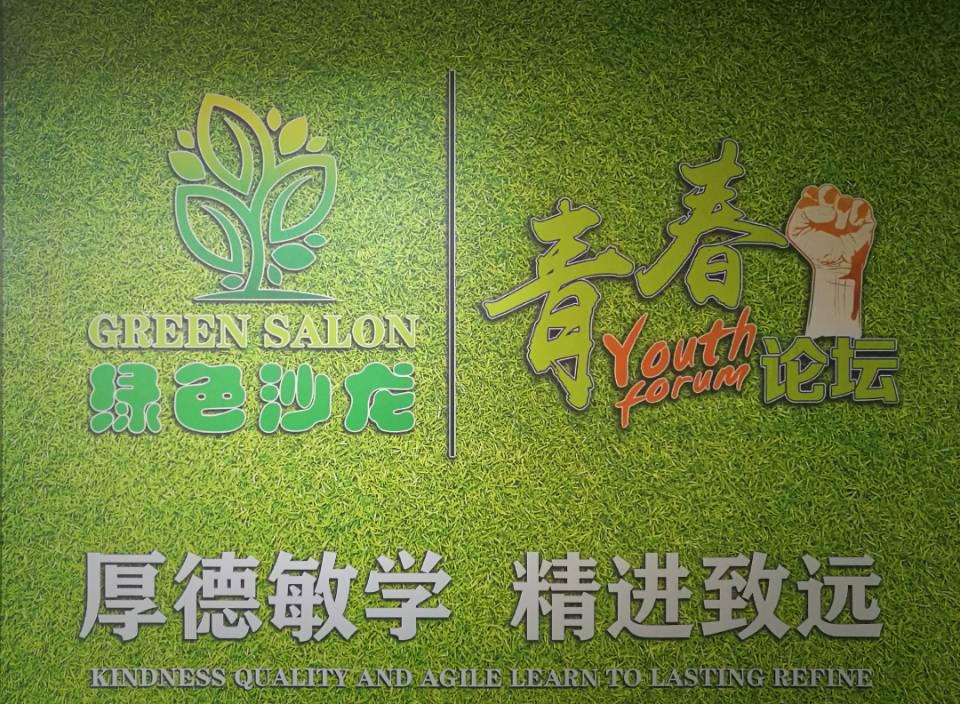 GREEN SALON
绿色沙龙
青春
Youth
forum
论坛
厚德敏学 精进致远
KINDNESS QUALITY AND AGILE LEARN TO LASTING REFINE